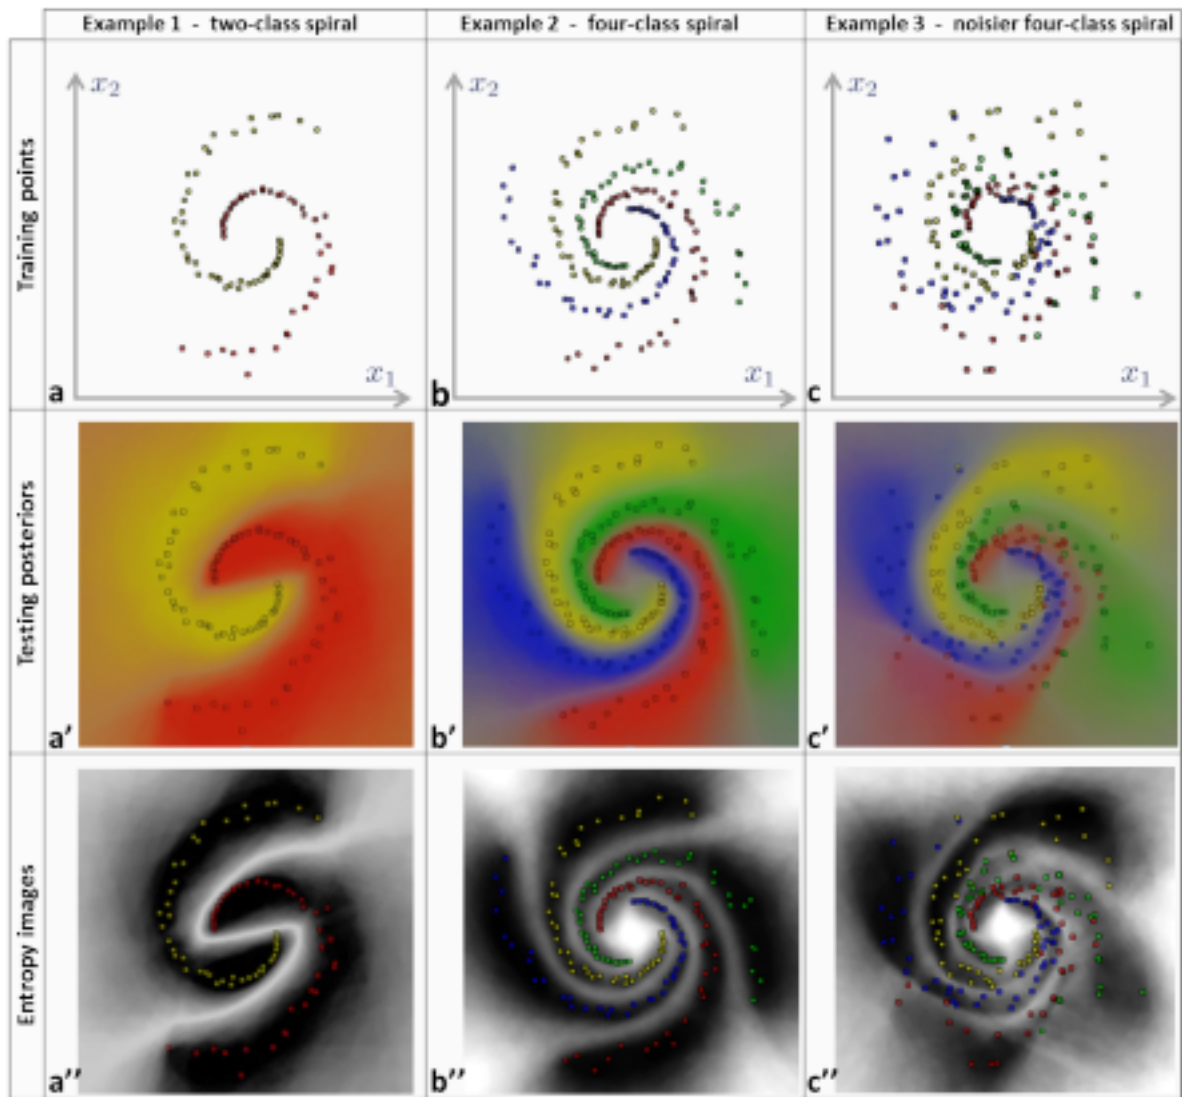 Example 1 - two-class spiral
Example 2 - four-class spiral
Example 3 - noisier four-class spiral
Training points
x₂
x₁
a
x₂
x₁
b
x₂
x₁
c
Testing posteriors
a′
b′
c′
Entropy images
a′′
b′′
c′′